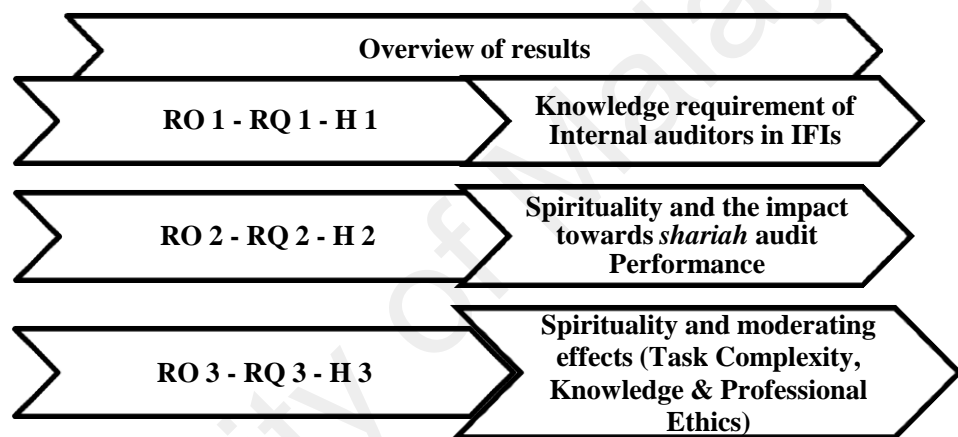 Overview of results
RO 1 - RQ 1 - H 1
Knowledge requirement of
Internal auditors in IFIs
RO 2 - RQ 2 - H 2
Spirituality and the impact
towards shariah audit
Performance
RO 3 - RQ 3 - H 3
Spirituality and moderating
effects (Task Complexity,
Knowledge & Professional
Ethics)